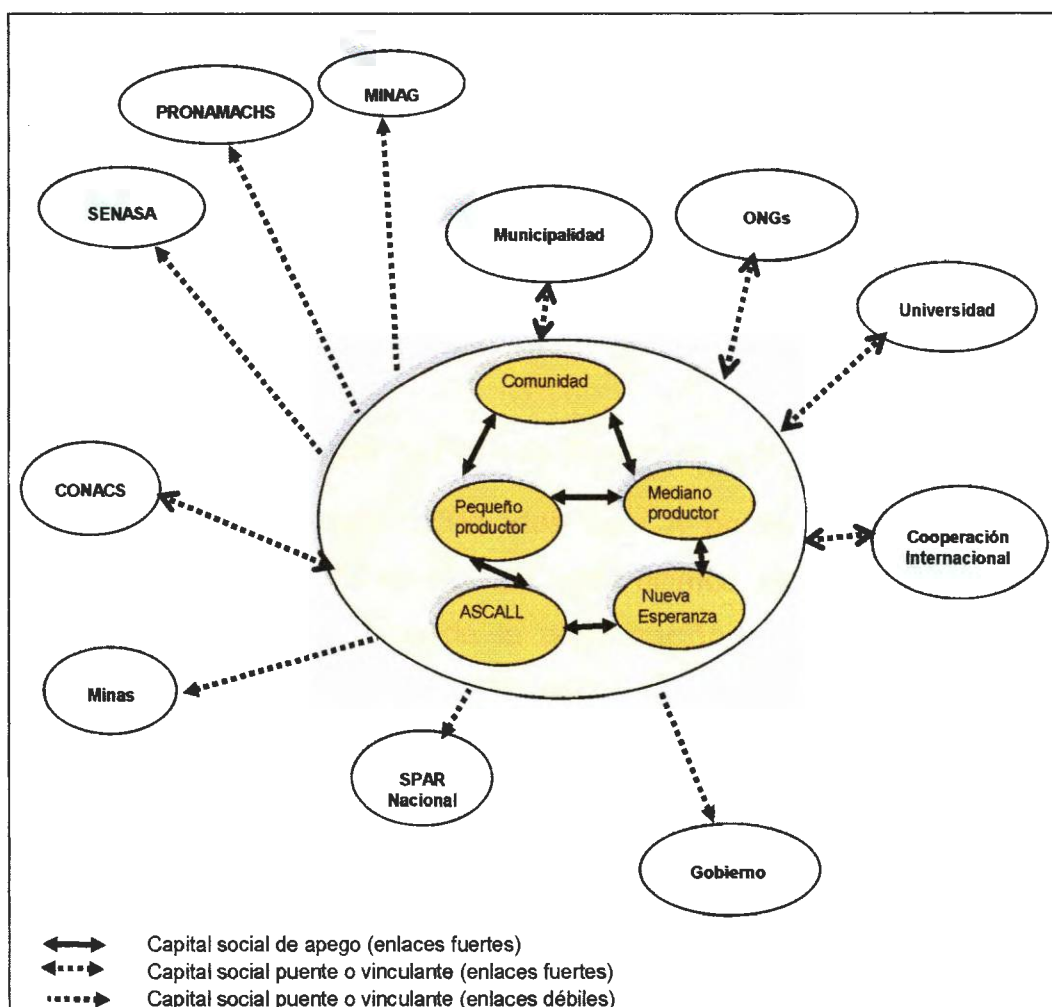 MINAG
PRONAMACHS
SENASA
Municipalidad
ONGs
Universidad
Comunidad
CONACS
Pequeño
productor
Mediano
productor
Cooperación
Internacional
ASCALL
Nueva
Esperanza
Minas
SPAR
Nacional
Gobierno
Capital social de apego (enlaces fuertes)
Capital social puente o vinculante (enlaces fuertes)
Capital social puente o vinculante (enlaces débiles)